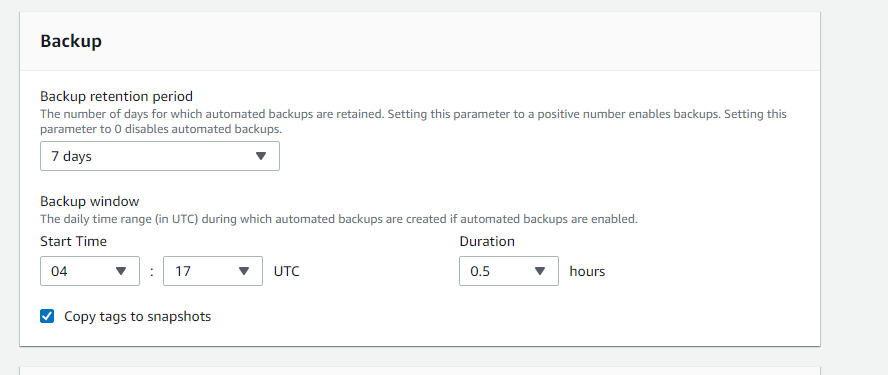 Backup
Backup retention period
The number of days for which automated backups are retained. Setting this parameter to a positive number enables backups. Setting this
parameter to 0 disables automated backups.
7 days
Backup window
The daily time range (in UTC) during which automated backups are created if automated backups are enabled.
Start Time Duration
04 : 17 UTC 0.5 hours
Copy tags to snapshots